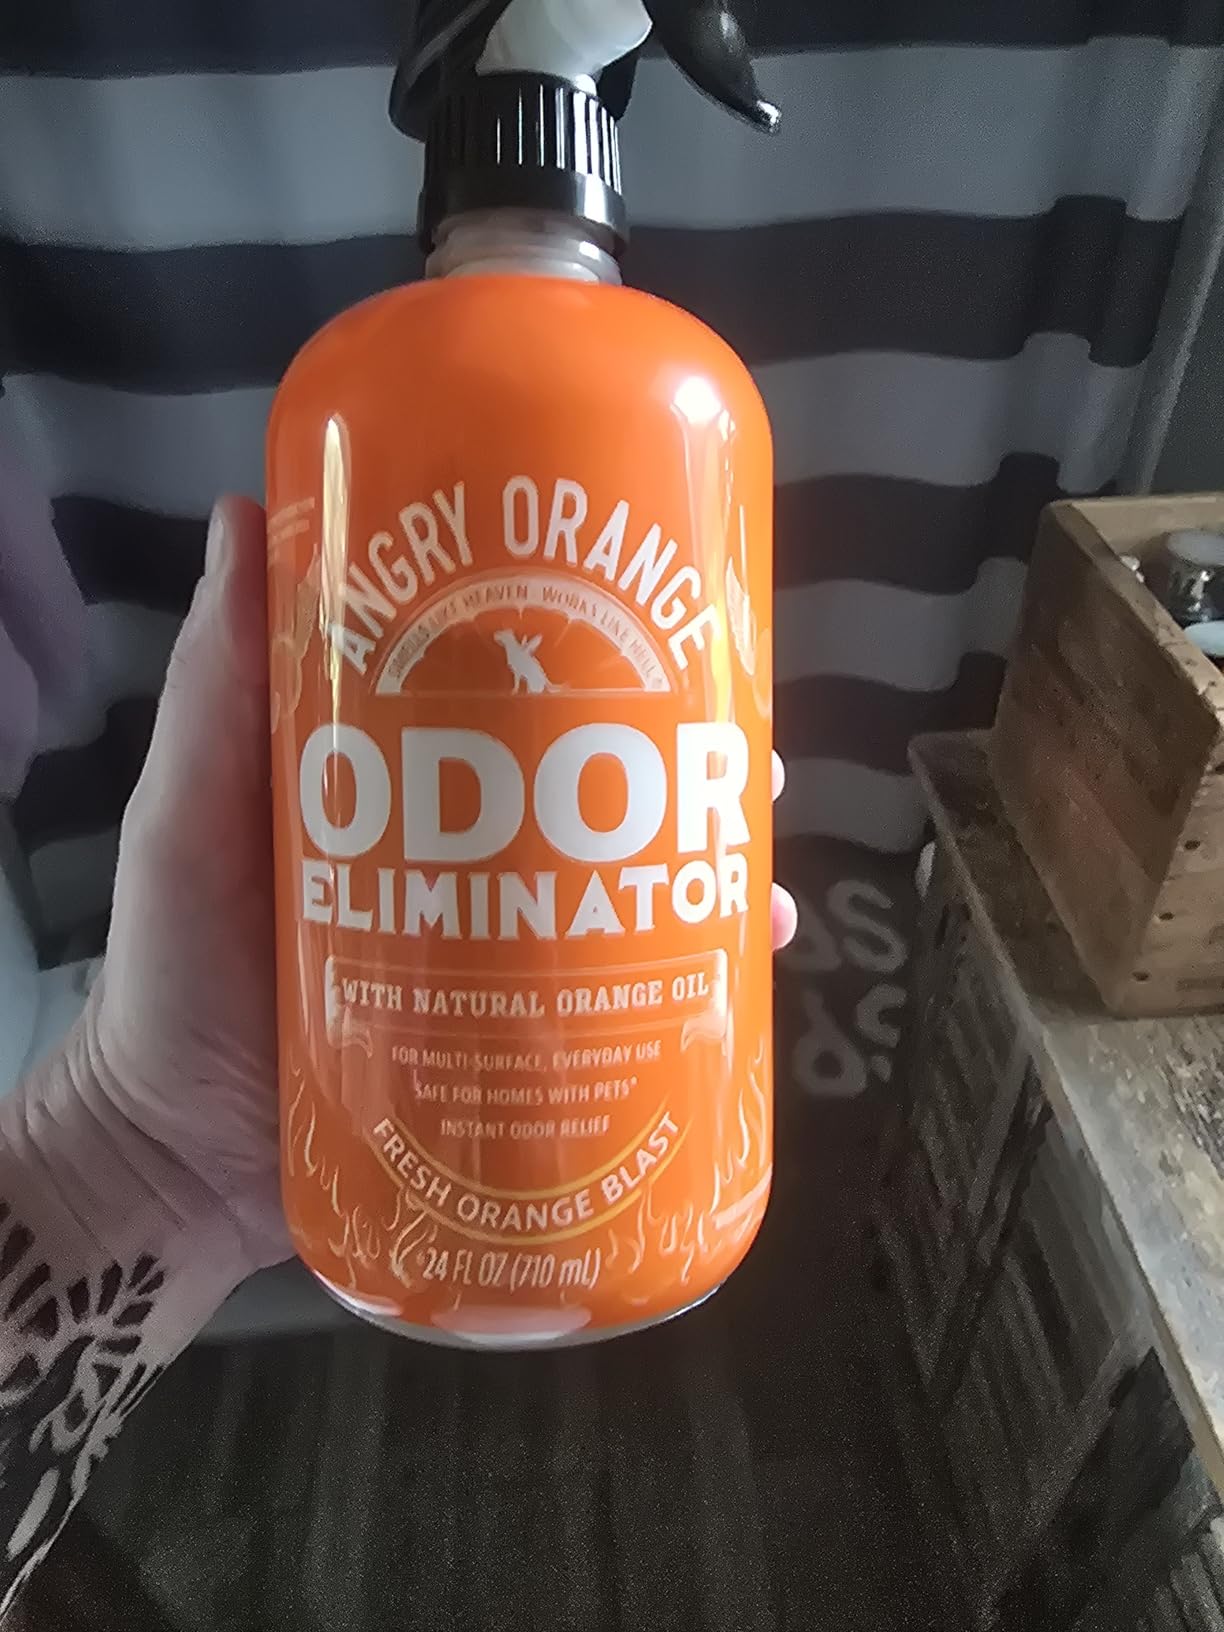 ANGRY ORANGE
SMELLS LIKE HEAVEN WORKS LIKE HELL®
ODOR
ELIMINATOR
WITH NATURAL ORANGE OIL
FOR MULTI-SURFACE, EVERYDAY USE
SAFE FOR HOMES WITH PETS*
INSTANT ODOR RELIEF
FRESH ORANGE BLAST
24 FL OZ (710 mL)